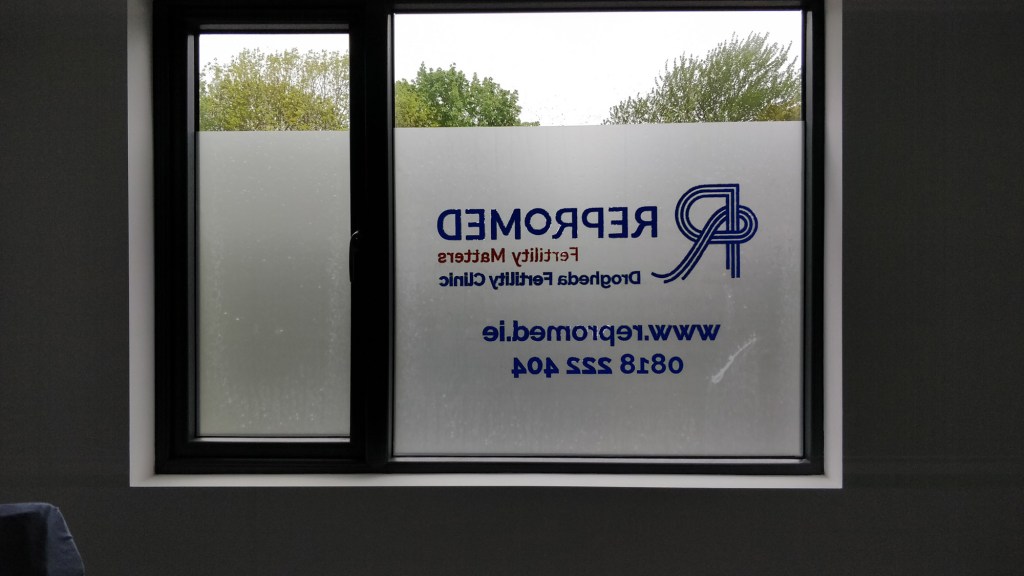 REPROMED
Fertility Matters
Drogheda Fertility Clinic
www.repromed.ie
0818 222 404